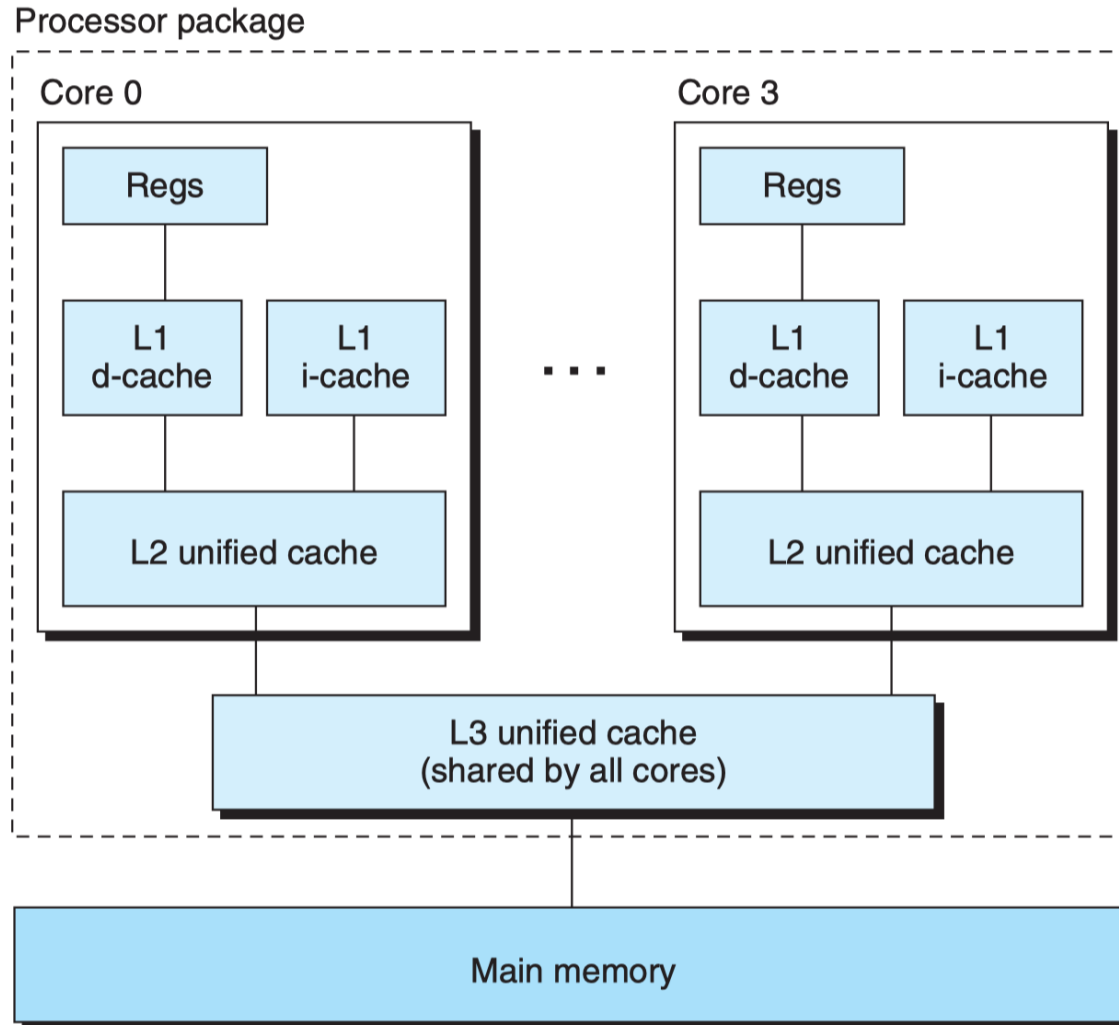 Processor package
Core 0
Core 3
Regs
Regs
L1
d-cache
L1
i-cache
...
L1
d-cache
L1
i-cache
L2 unified cache
L2 unified cache
L3 unified cache
(shared by all cores)
Main memory